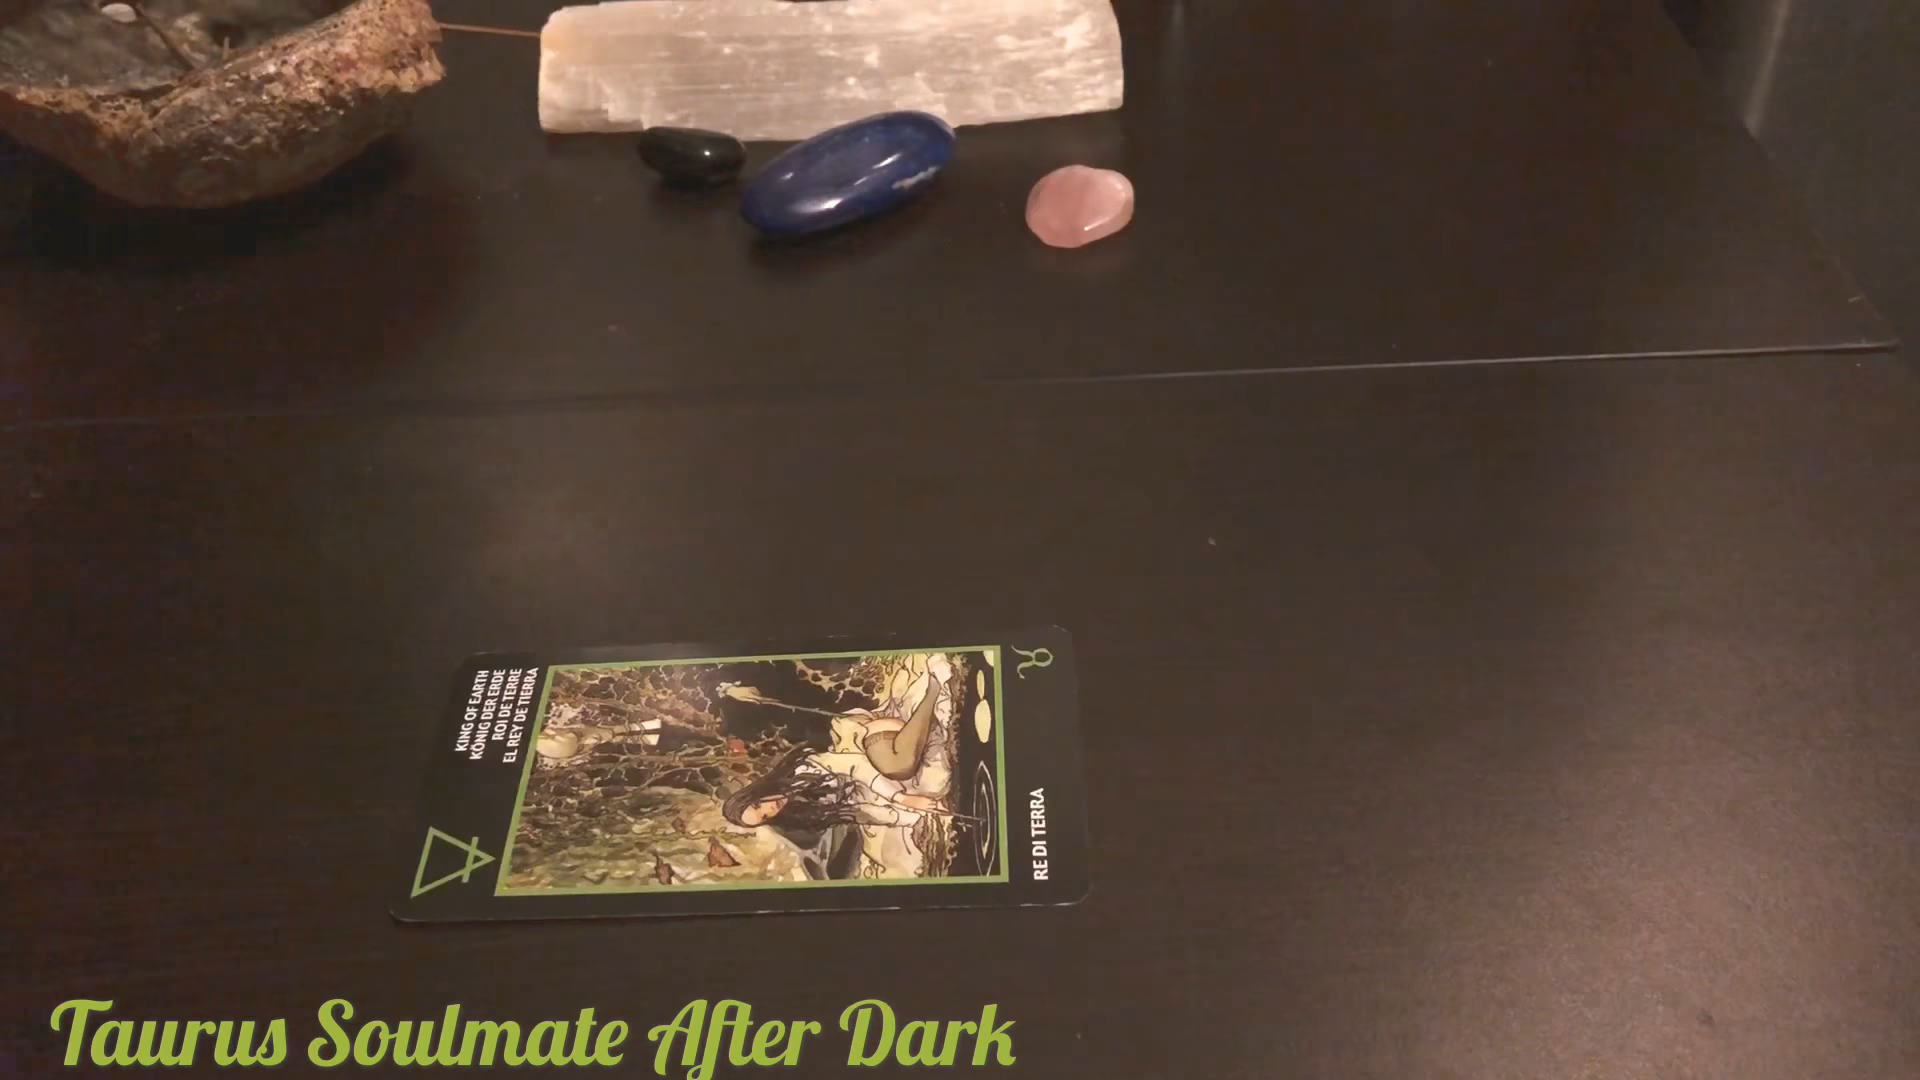 KING OF EARTH
KÖNIG DER ERDE
ROI DE TERRE
EL REY DE TIERRA
RE DI TERRA
Taurus Soulmate After Dark